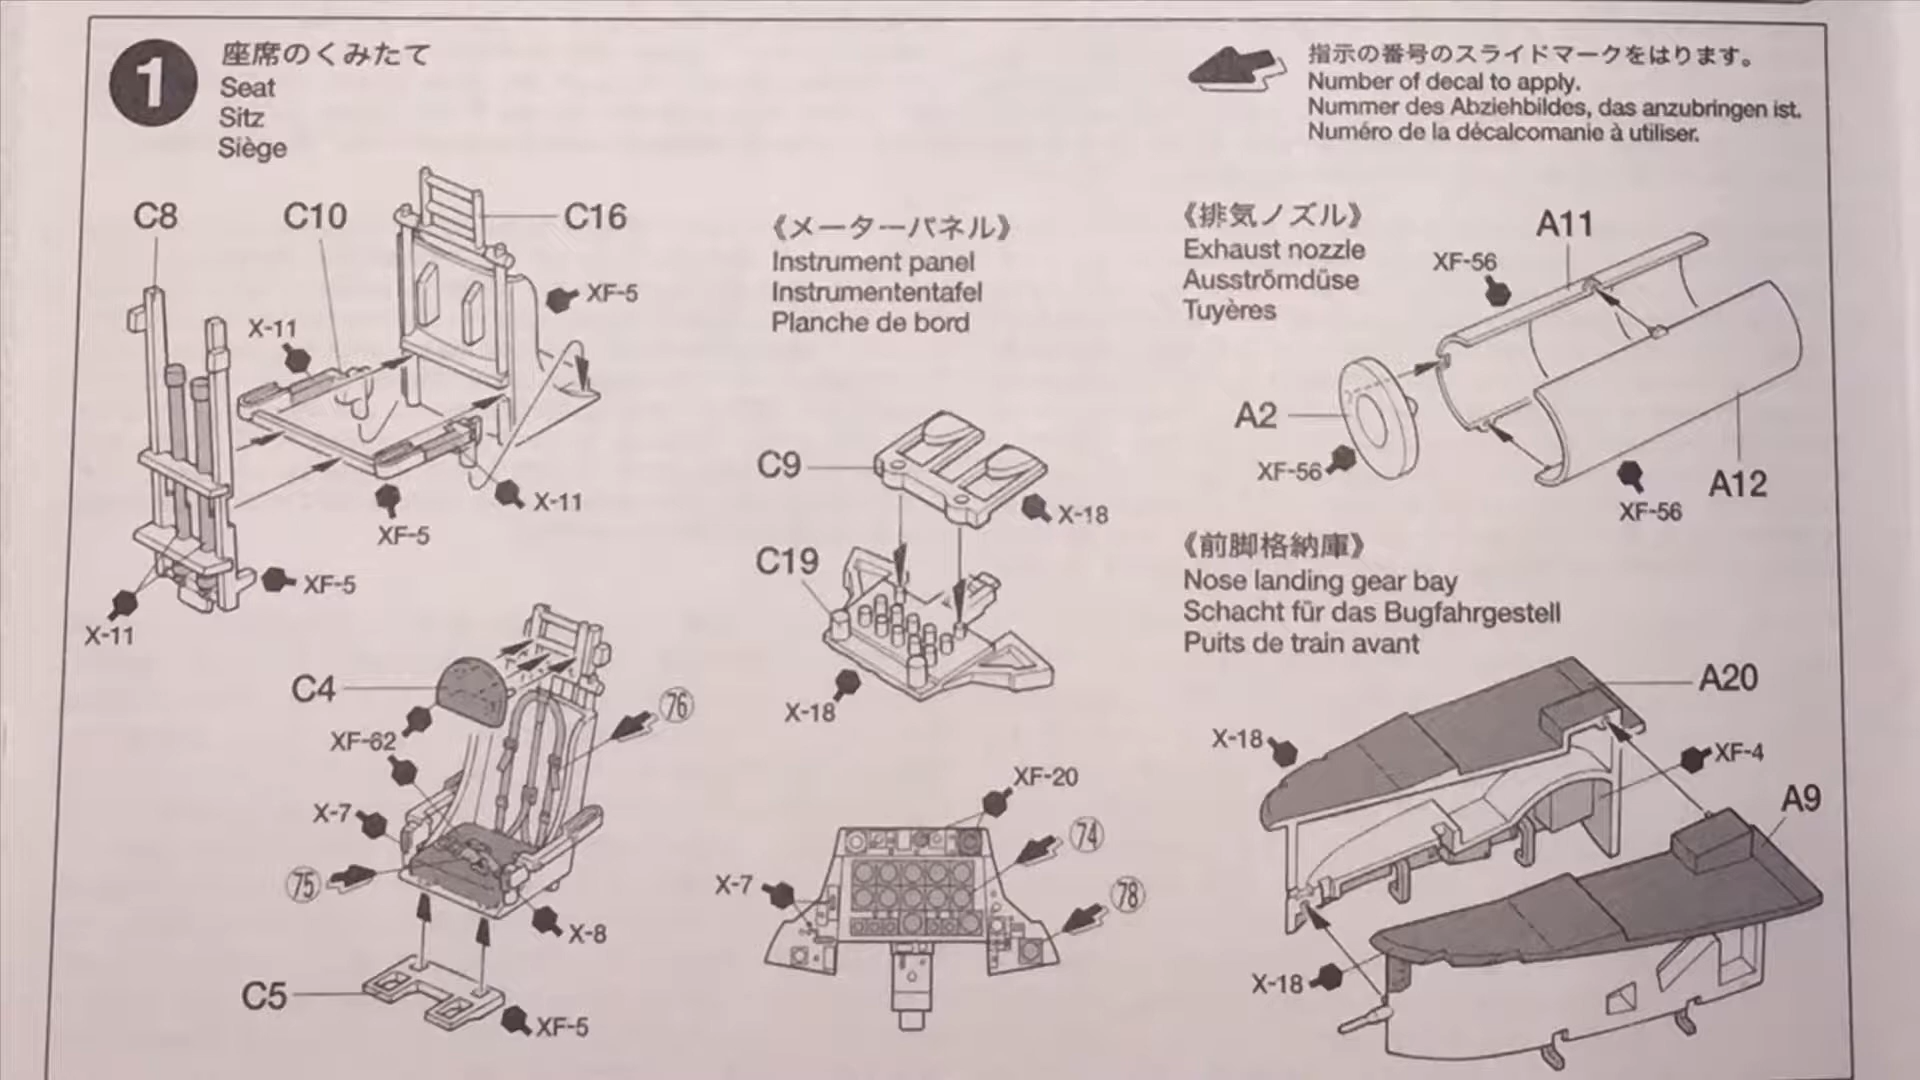 1
座席のくみたて
Seat
Sitz
Siège
指示の番号のスライドマークをはります。
Number of decal to apply.
Nummer des Abziehbildes, das anzubringen ist.
Numéro de la décalcomanie à utiliser.
C8
C10
C16
XF-5
X-11
X-11
XF-5
XF-5
X-11
C4
XF-62
76
X-7
75
X-8
C5
XF-5
《メーターパネル》
Instrument panel
Instrumententafel
Planche de bord
C9
X-18
C19
X-18
XF-20
74
X-7
78
《排気ノズル》
Exhaust nozzle
Ausströmdüse
Tuyères
A11
XF-56
A2
XF-56
A12
XF-56
《前脚格納庫》
Nose landing gear bay
Schacht für das Bugfahrgestell
Puits de train avant
A20
X-18
XF-4
A9
X-18